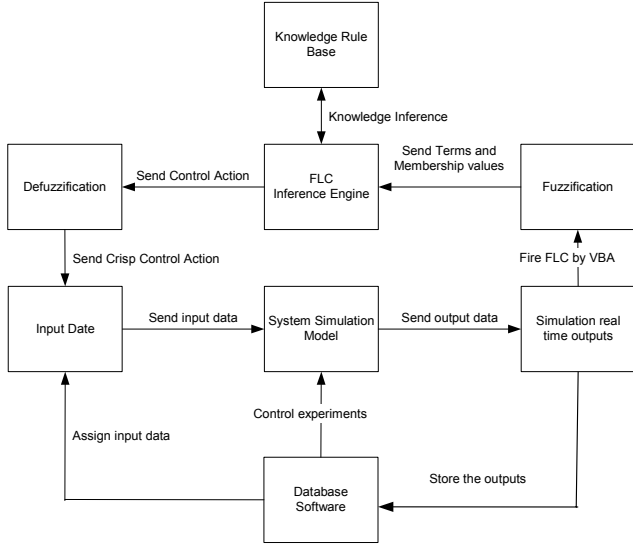 Knowledge Rule
Base
Knowledge Inference
Send Terms and
Membership values
Defuzzification
Send Control Action
FLC
Inference Engine
Fuzzification
Send Crisp Control Action
Fire FLC by VBA
Input Date
Send input data
System Simulation
Model
Send output data
Simulation real
time outputs
Control experiments
Assign input data
Store the outputs
Database
Software